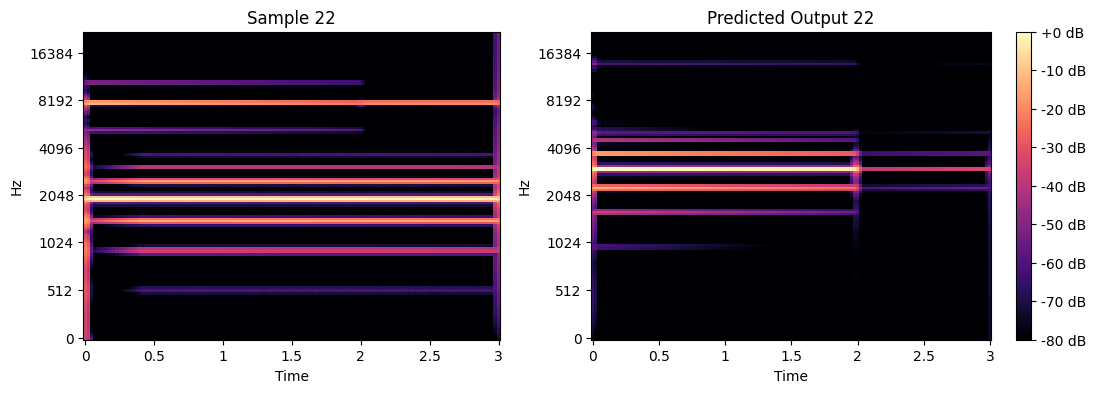 Sample 22
Predicted Output 22
Hz
16384
8192
4096
2048
1024
512
0
0
0.5
1
1.5
2
2.5
3
Time
Hz
16384
8192
4096
2048
1024
512
0
0
0.5
1
1.5
2
2.5
3
Time
+0 dB
-10 dB
-20 dB
-30 dB
-40 dB
-50 dB
-60 dB
-70 dB
-80 dB